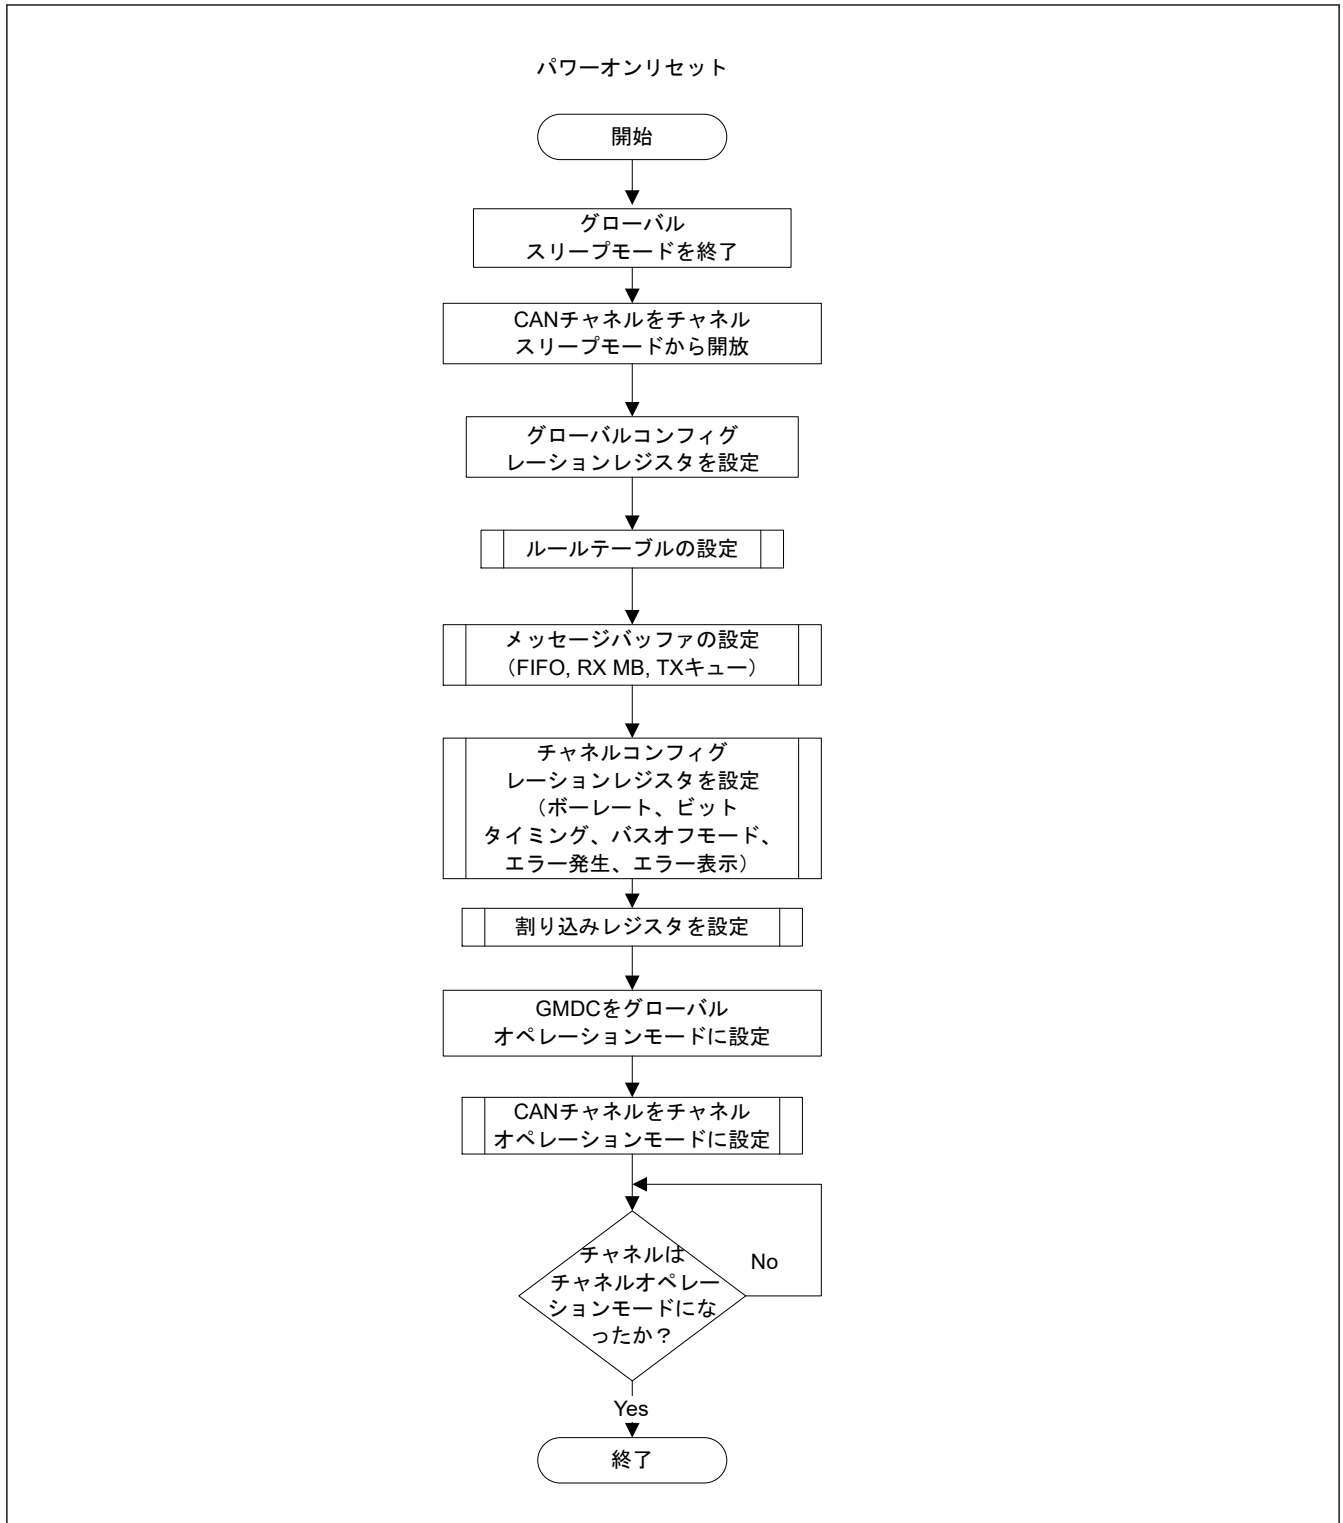 パワーオンリセット
開始
グローバル
スリープモードを終了
CANチャネルをチャネル
スリープモードから開放
グローバルコンフィグ
レーションレジスタを設定
ルールテーブルの設定
メッセージバッファの設定
（FIFO, RX MB, TXキュー）
チャネルコンフィグ
レーションレジスタを設定
（ボーレート、ビット
タイミング、バスオフモード、
エラー発生、エラー表示）
割り込みレジスタを設定
GMDCをグローバル
オペレーションモードに設定
CANチャネルをチャネル
オペレーションモードに設定
チャネルは
チャネルオペレー
ションモードにな
ったか？
No
Yes
終了